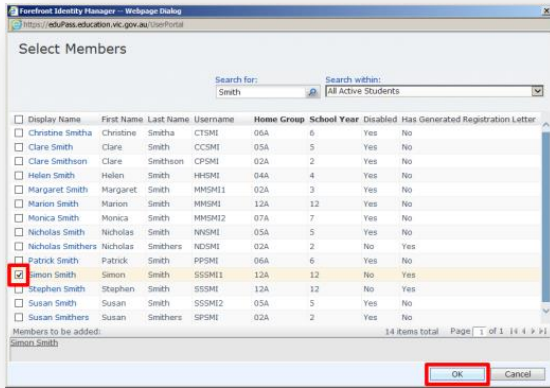 Forefront Identity Manager -- Webpage Dialog
https://eduPass.education.vic.gov.au/UserPortal
Select Members
Search for: Search within:
Smith All Active Students
Display Name First Name Last Name Username Home Group School Year Disabled Has Generated Registration Letter
Christine Smitha Christine Smitha CTSMI 06A 6 Yes No
Clare Smith Clare Smith CCSMI 05A 5 Yes No
Clare Smithson Clare Smithson CPSMI 02A 2 Yes No
Helen Smith Helen Smith HHSMI 04A 4 Yes No
Margaret Smith Margaret Smith MMSMI1 02A 3 Yes No
Marion Smith Marion Smith MMSMI 12A 12 Yes No
Monica Smith Monica Smith MMSMI2 07A 7 Yes No
Nicholas Smith Nicholas Smith NNSMI 05A 5 Yes No
Nicholas Smithers Nicholas Smithers NDSMI 02A 2 No Yes
Patrick Smith Patrick Smith PPSMI 06A 6 Yes No
Simon Smith Simon Smith SSSMI1 12A 12 No Yes
Stephen Smith Stephen Smith SSSMI 12A 12 No Yes
Susan Smith Susan Smith SSSMI2 05A 5 Yes No
Susan Smithers Susan Smithers SPSMI 02A 2 Yes No
Members to be added: 14 items total Page 1 of 1
Simon Smith
OK Cancel